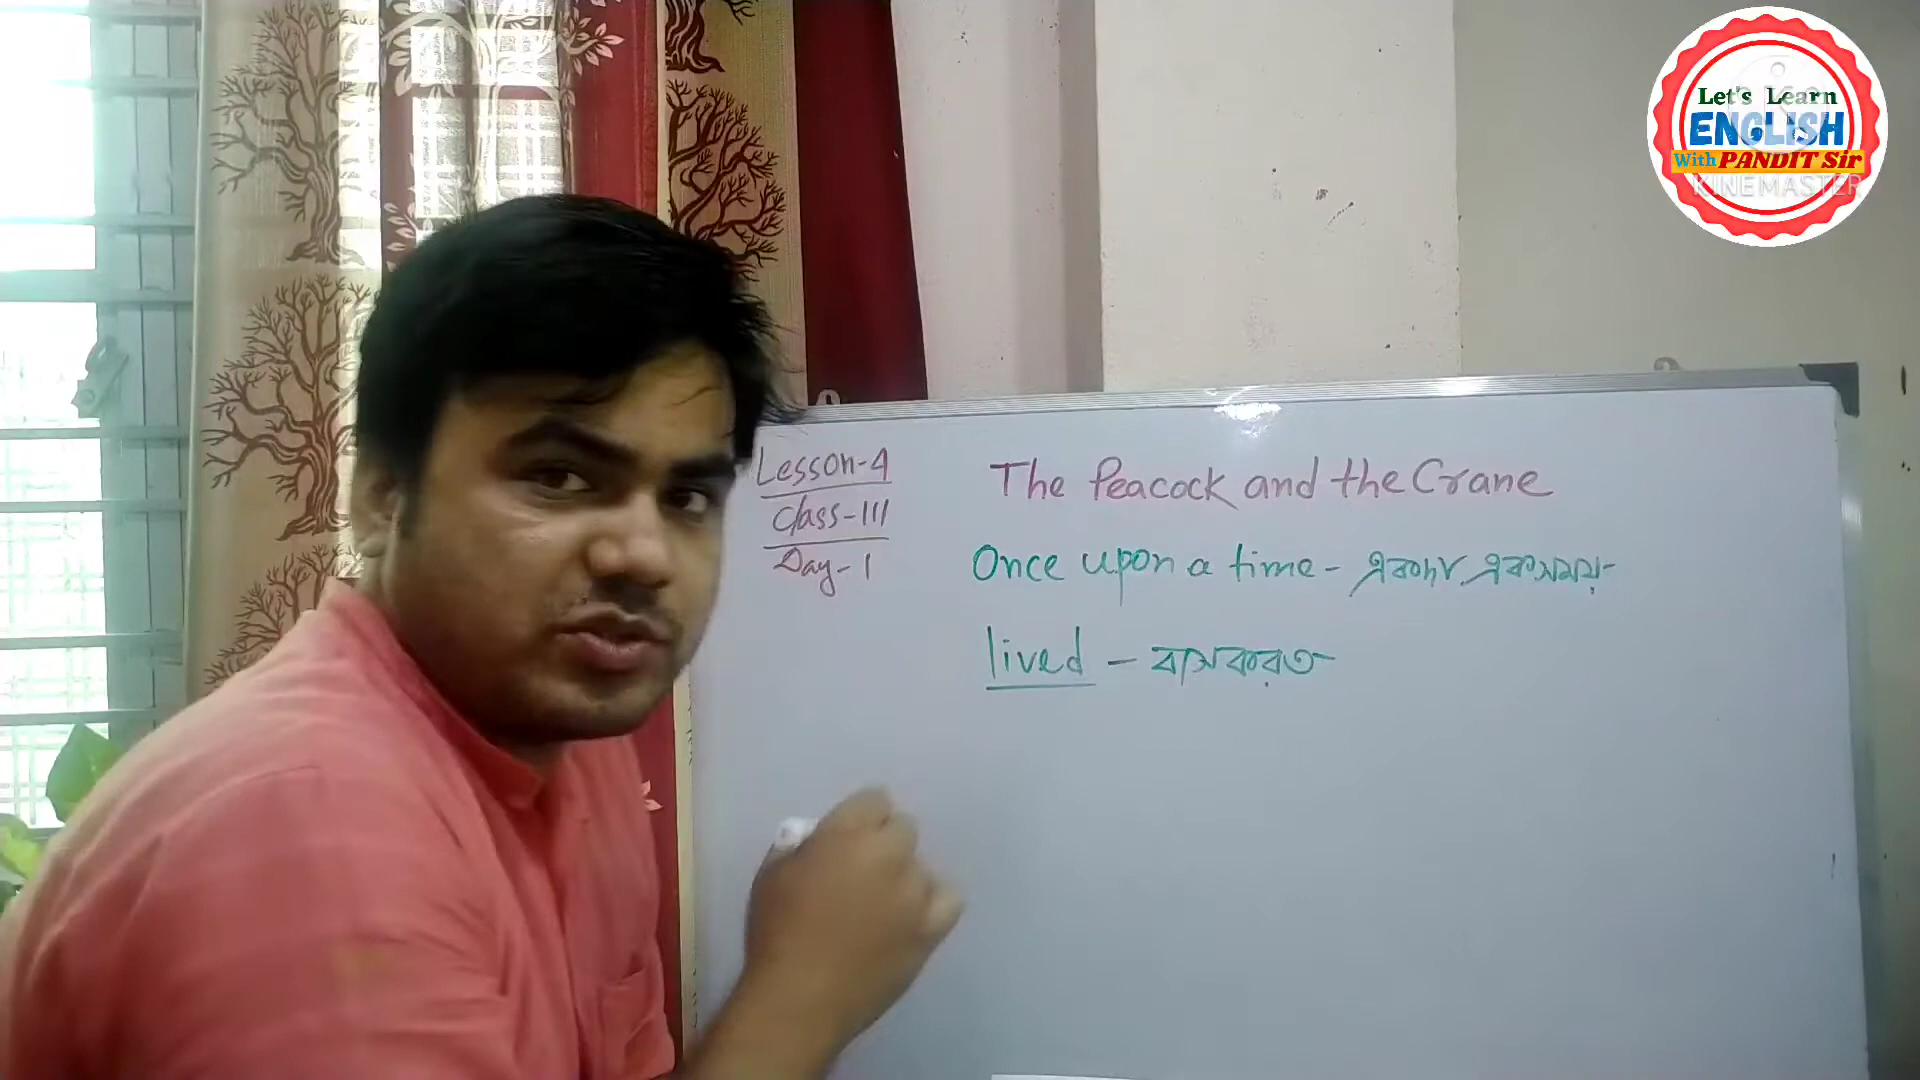 Let's Learn
ENGLISH
With PANDIT Sir
KINEMASTER
Lesson-4
Class-III
Day-1
The Peacock and the Crane
Once upon a time - একদা একসময়
lived - বাস করত